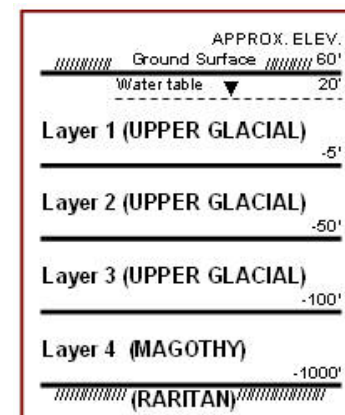 APPROX. ELEV.
Ground Surface 60'
Water table 20'
Layer 1 (UPPER GLACIAL)
-5'
Layer 2 (UPPER GLACIAL)
-50'
Layer 3 (UPPER GLACIAL)
-100'
Layer 4 (MAGOTHY)
-1000'
(RARITAN)